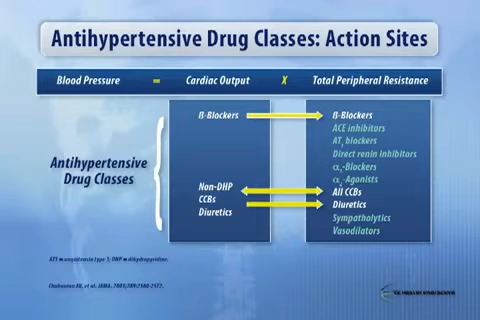 Antihypertensive Drug Classes: Action Sites
Blood Pressure = Cardiac Output X Total Peripheral Resistance
Antihypertensive
Drug Classes
ß-Blockers
Non-DHP
CCBs
Diuretics
ß-Blockers
ACE inhibitors
AT₁ blockers
Direct renin inhibitors
α₁-Blockers
α₂-Agonists
All CCBs
Diuretics
Sympatholytics
Vasodilators
AT1 = angiotensin type 1; DHP = dihydropyridine.
Chobanian AV, et al. JAMA. 2003;289:2560-2572.